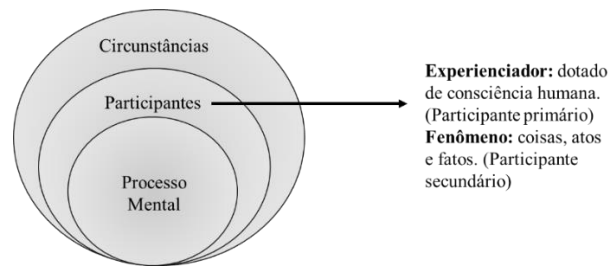 Circunstâncias
Participantes
Processo
Mental
Experienciador: dotado
de consciência humana.
(Participante primário)
Fenômeno: coisas, atos
e fatos. (Participante
secundário)